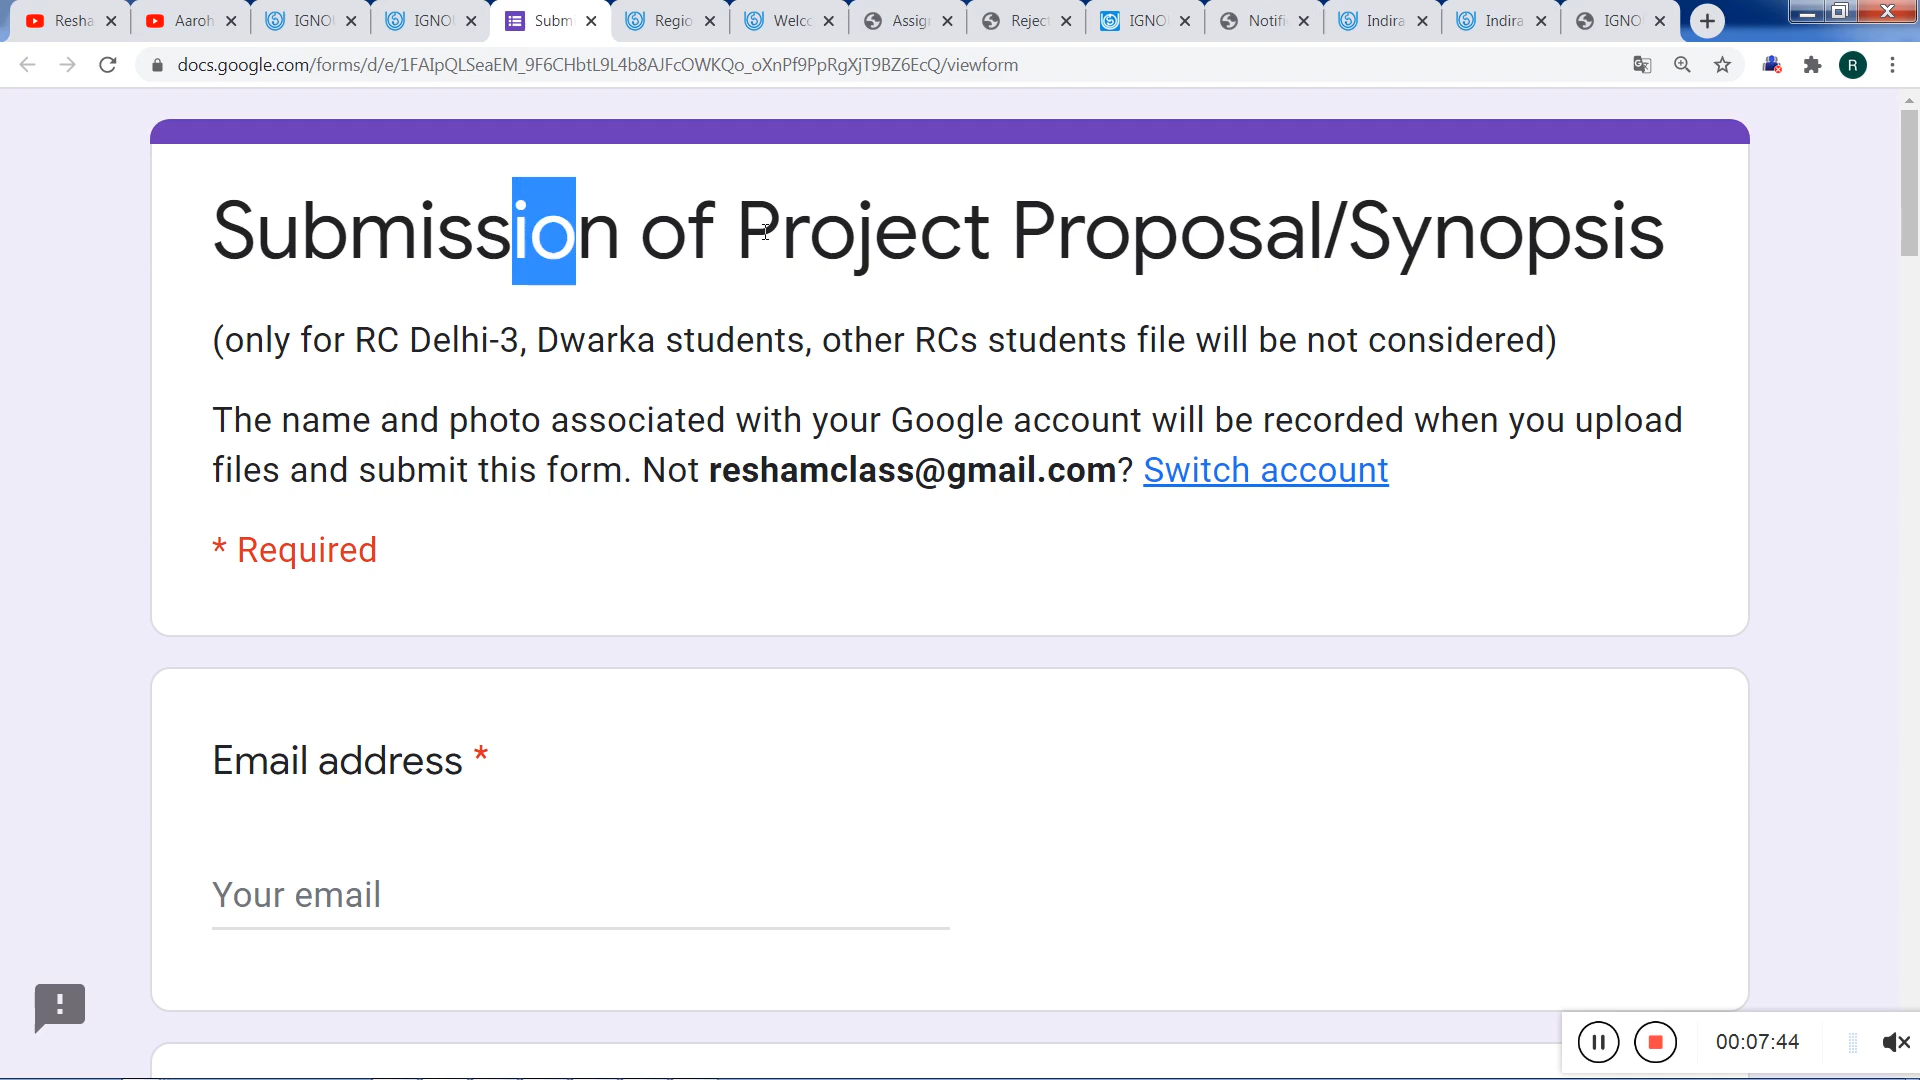 Resha
Aaroh
IGNO
IGNO
Submi
Regio
Welco
Assig
Reject
IGNO
Notifi
Indira
Indira
IGNO
docs.google.com/forms/d/e/1FAIpQLSeaEM_9F6CHbtL9L4b8AJFcOWKQo_oXnPf9PpRgXjT9BZ6EcQ/viewform
R
Submission of Project Proposal/Synopsis
(only for RC Delhi-3, Dwarka students, other RCs students file will be not considered)
The name and photo associated with your Google account will be recorded when you upload
files and submit this form. Not reshamclass@gmail.com? Switch account
* Required
Email address *
Your email
00:07:44